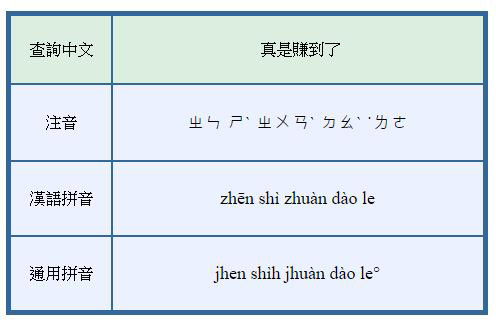 查詢中文 真是賺到了
注音 ㄓㄣ ㄕˋ ㄓㄨㄢˋ ㄉㄠˋ ˙ㄌㄜ
漢語拼音 zhēn shì zhuàn dào le
通用拼音 jhen shìh jhuàn dào le°